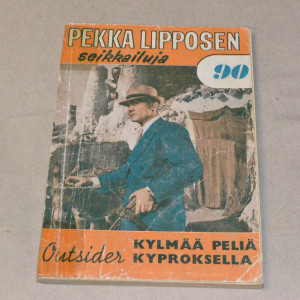 PEKKA LIPPOSEN
seikkailuja
90
Outsider
KYLMÄÄ PELIÄ
KYPROKSELLA